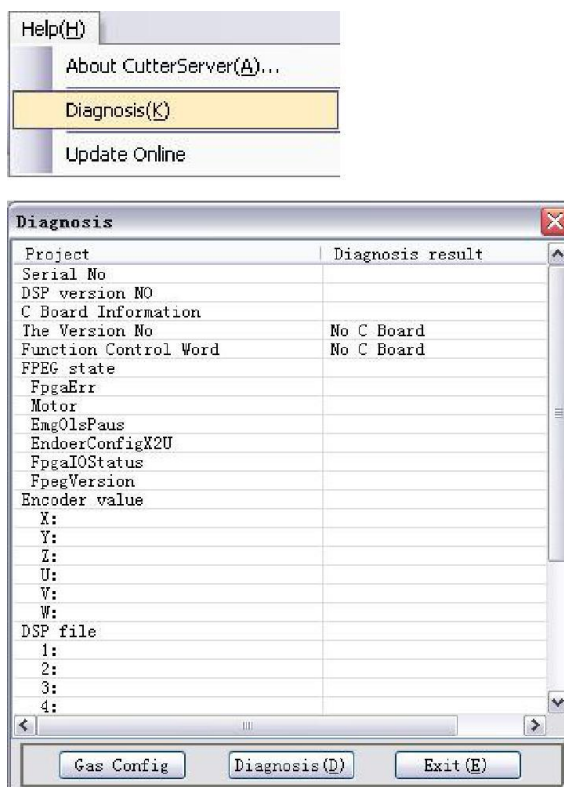 Help(H)
About CutterServer(A)...
Diagnosis(K)
Update Online
Diagnosis
Project Diagnosis result
Serial No
DSP version NO
C Board Information
The Version No No C Board
Function Control Word No C Board
FPEG state
FpgaErr
Motor
EmgOlsPaus
EndoerConfigX2U
FpgaIOStatus
FpegVersion
Encoder value
X:
Y:
Z:
U:
V:
W:
DSP file
1:
2:
3:
4:
Gas Config Diagnosis(D) Exit(E)